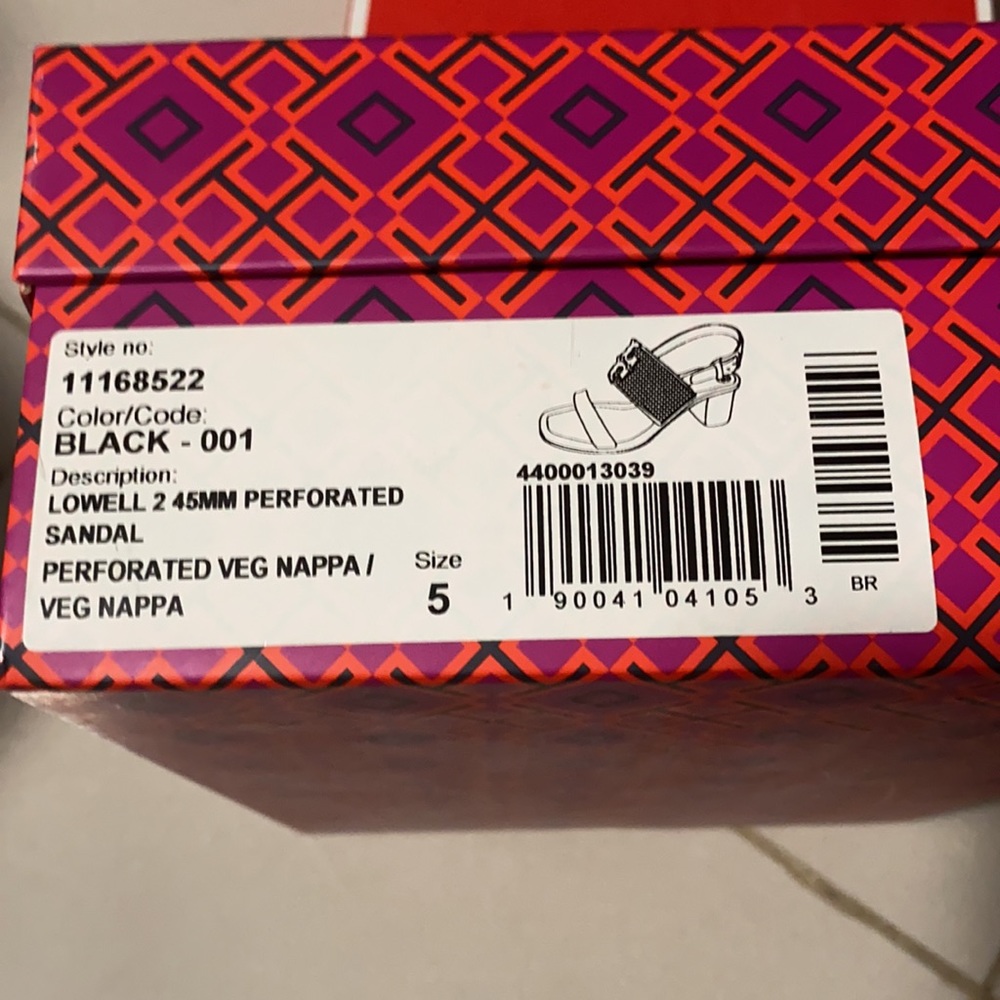 Style no:
11168522
Color/Code:
BLACK - 001
Description:
LOWELL 2 45MM PERFORATED
SANDAL
PERFORATED VEG NAPPA /
VEG NAPPA
Size
5
4400013039
1 90041 04105 3
BR